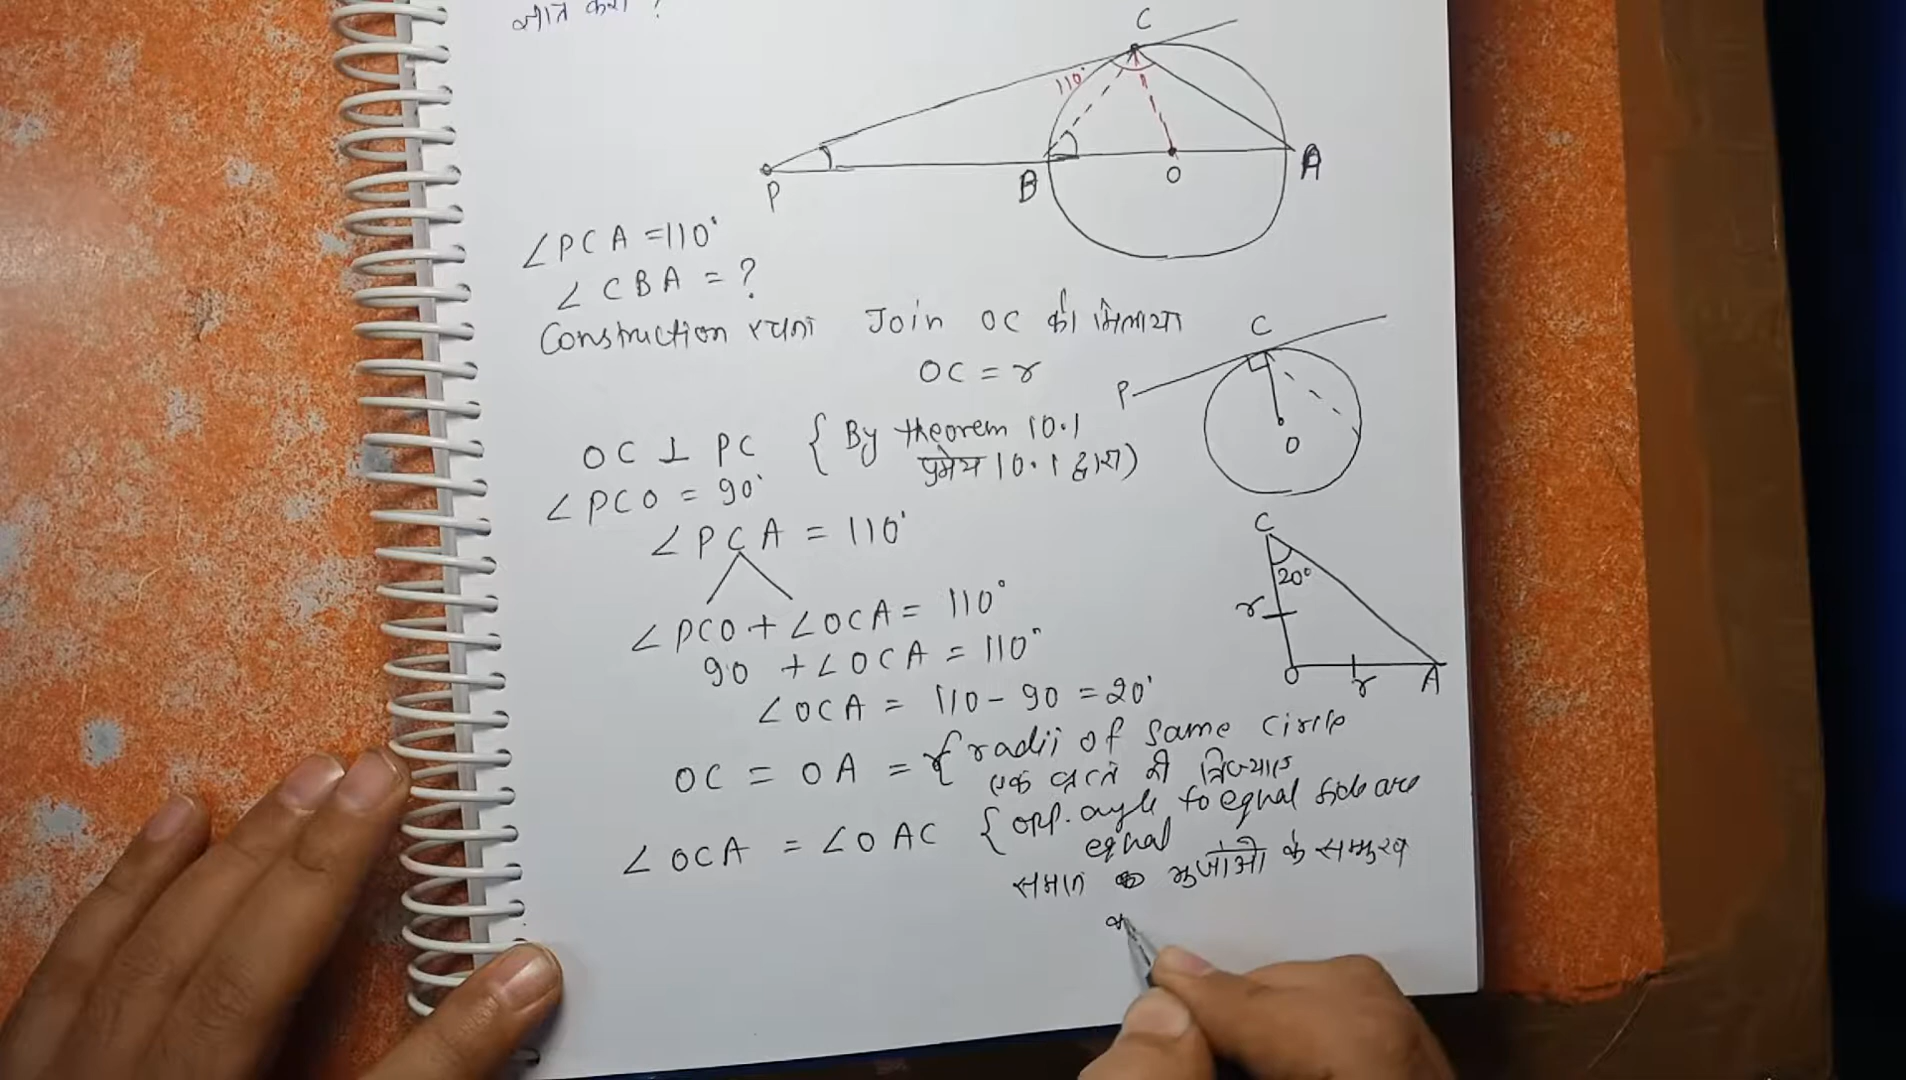 ज्ञात करो ?
C
110°
P
B
O
A
∠PCA = 110°
∠CBA = ?
Construction रचना Join OC को मिलाया
OC = r
C
P
O
OC ⊥ PC { By theorem 10.1
प्रमेय 10.1 द्वारा)
∠PCO = 90°
∠PCA = 110°
∠PCO + ∠OCA = 110°
90 + ∠OCA = 110°
∠OCA = 110 - 90 = 20°
C
20°
r
O
r
A
OC = OA = { radii of same circle
एक वृत्त की त्रिज्याएं
∠OCA = ∠OAC { opp. angle to equal side are
equal
समान भुजाओं के सम्मुख